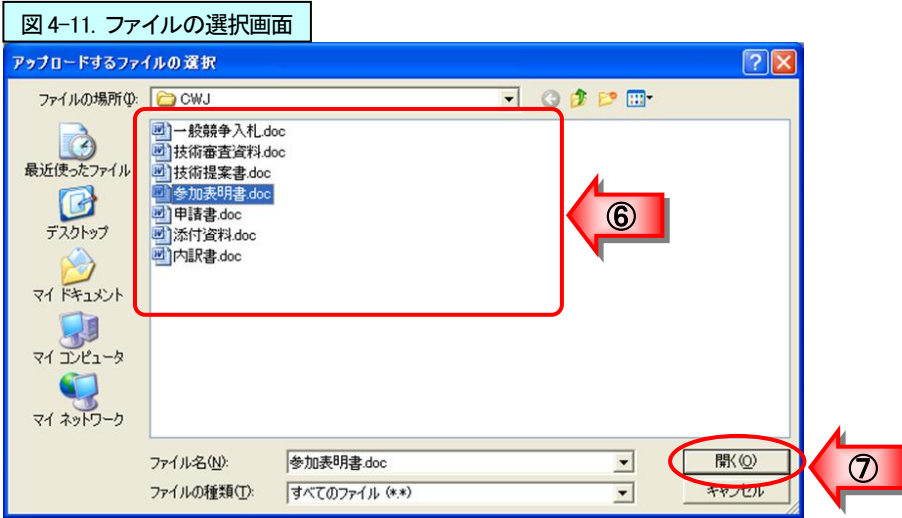 図 4-11. ファイルの選択画面
アップロードするファイルの選択
ファイルの場所(I):
CWJ
最近使ったファイル
デスクトップ
マイ ドキュメント
マイ コンピュータ
マイ ネットワーク
一般競争入札.doc
技術審査資料.doc
技術提案書.doc
参加表明書.doc
申請書.doc
添付資料.doc
内訳書.doc
⑥
ファイル名(N):
参加表明書.doc
開く(O)
⑦
ファイルの種類(T):
すべてのファイル (*.*)
キャンセル